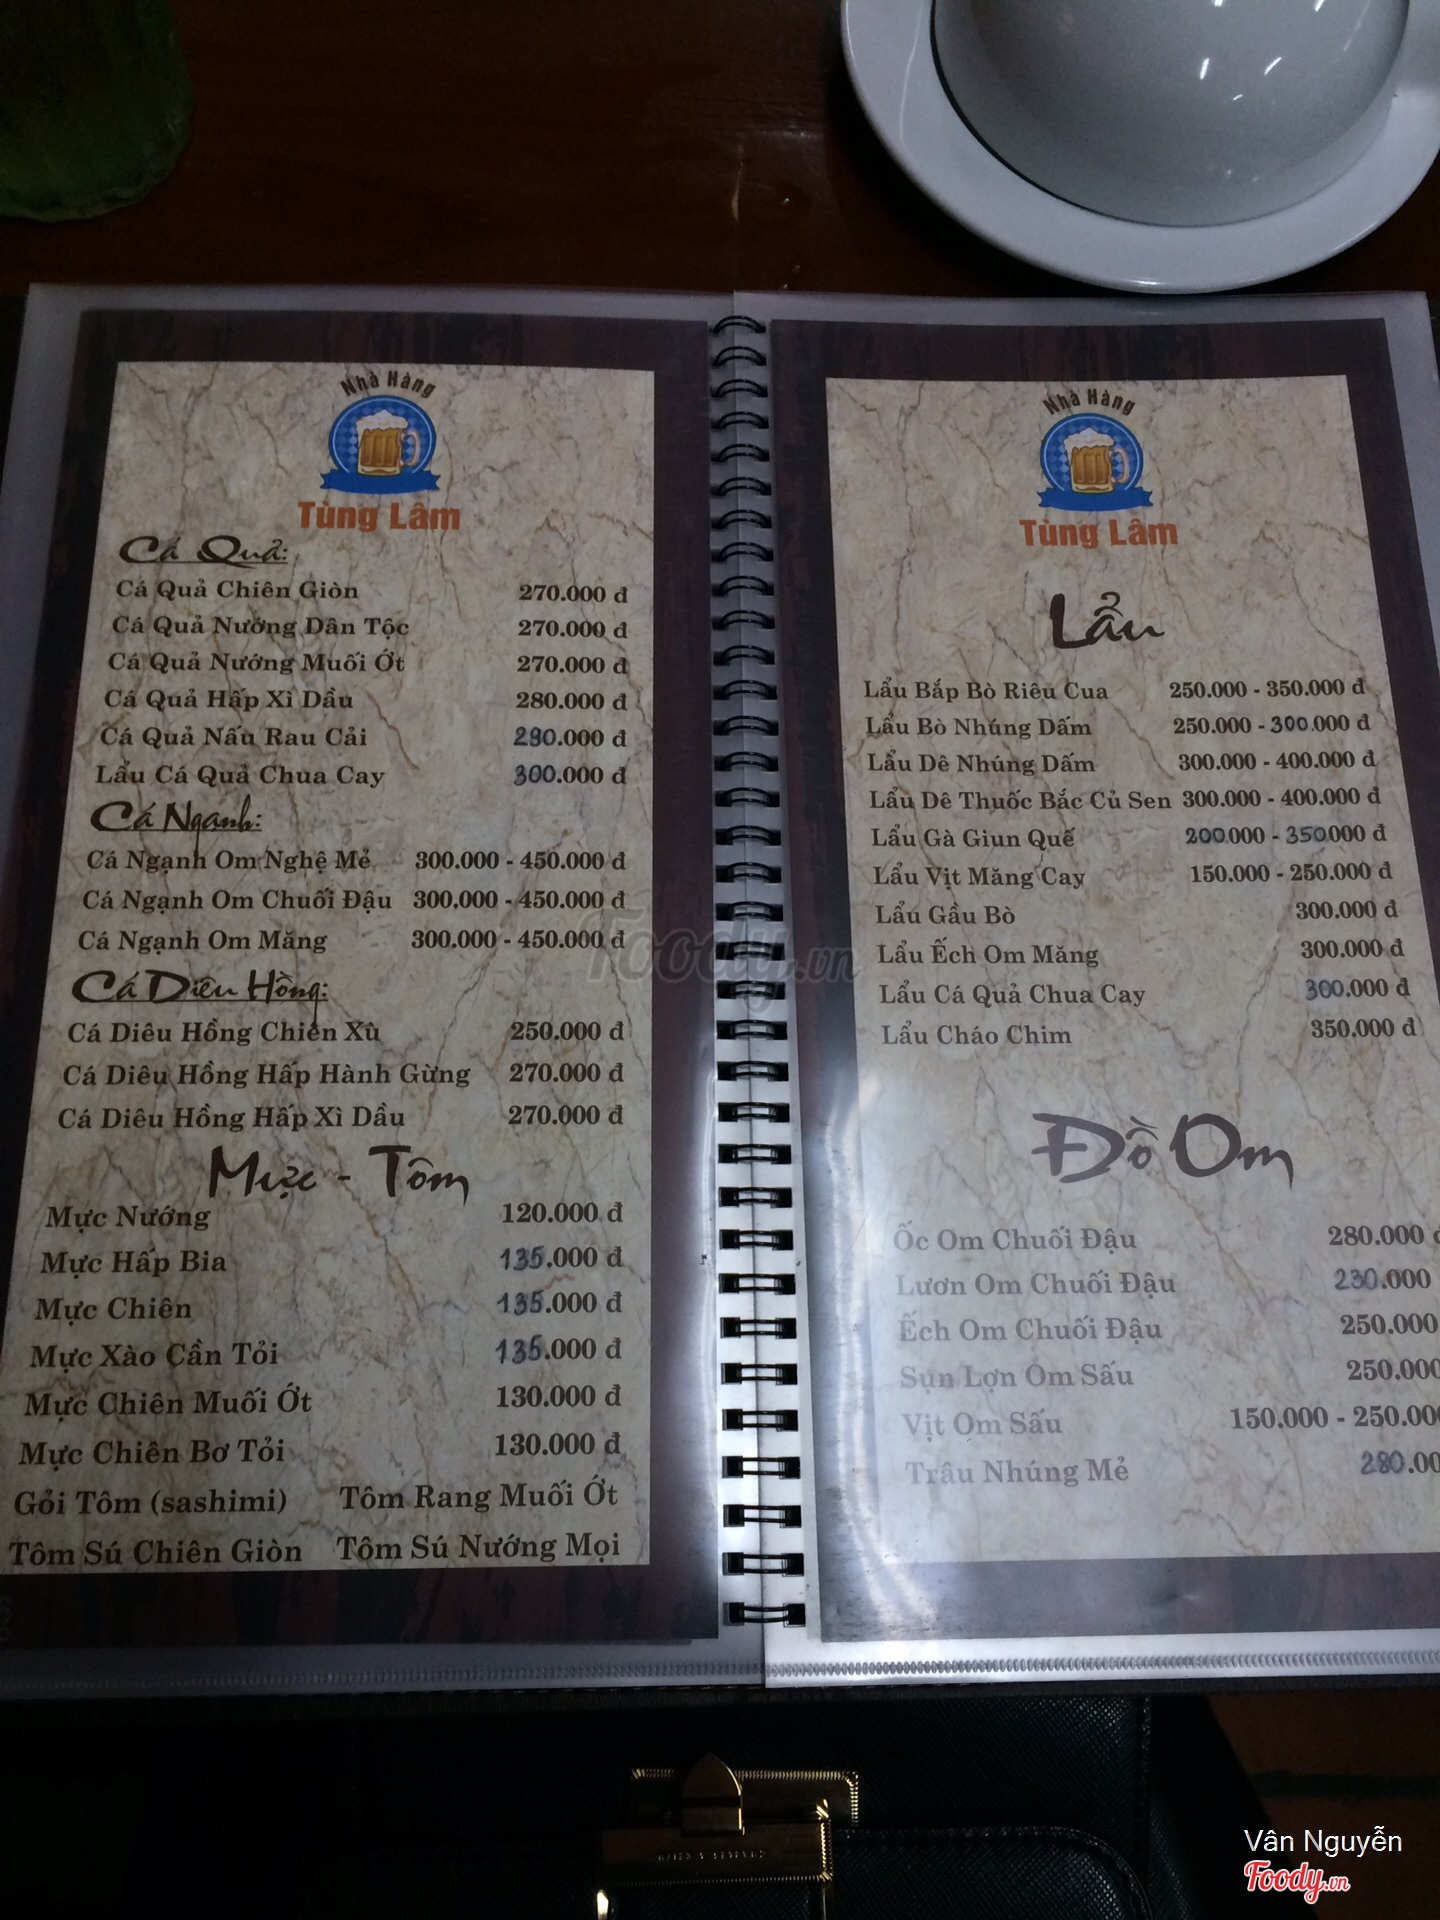 Nhà Hàng
Tùng Lâm
Cá Quả:
Cá Quả Chiên Giòn 270.000 đ
Cá Quả Nướng Dân Tộc 270.000 đ
Cá Quả Nướng Muối Ớt 270.000 đ
Cá Quả Hấp Xì Dầu 280.000 đ
Cá Quả Nấu Rau Cải .000 đ
Lẩu Cá Quả Chua Cay 300.000 đ
Cá Ngạnh:
Cá Ngạnh Om Nghệ Mẻ 300.000 - 450.000 đ
Cá Ngạnh Om Chuối Đậu 300.000 - 450.000 đ
Cá Ngạnh Om Măng 300.000 - 450.000 đ
Cá Diêu Hồng:
Cá Diêu Hồng Chiên Xù 250.000 đ
Cá Diêu Hồng Hấp Hành Gừng 270.000 đ
Cá Diêu Hồng Hấp Xì Dầu 270.000 đ
Mực - Tôm
Mực Nướng 120.000 đ
Mực Hấp Bia 135.000 đ
Mực Chiên 135.000 đ
Mực Xào Cần Tỏi 135.000 đ
Mực Chiên Muối Ớt 130.000 đ
Mực Chiên Bơ Tỏi 130.000 đ
Gỏi Tôm (sashimi) Tôm Rang Muối Ớt
Tôm Sú Chiên Giòn Tôm Sú Nướng Mọi
Nhà Hàng
Tùng Lâm
Lẩu
Lẩu Bắp Bò Riêu Cua 250.000 - 350.000 đ
Lẩu Bò Nhúng Dấm 250.000 - 300.000 đ
Lẩu Dê Nhúng Dấm 300.000 - 400.000 đ
Lẩu Dê Thuốc Bắc Củ Sen 300.000 - 400.000 đ
Lẩu Gà Giun Quế 200.000 - 350.000 đ
Lẩu Vịt Măng Cay 150.000 - 250.000 đ
Lẩu Gầu Bò 300.000 đ
Lẩu Ếch Om Măng 300.000 đ
Lẩu Cá Quả Chua Cay 300.000 đ
Lẩu Cháo Chim 350.000 đ
Đồ Om
Ốc Om Chuối Đậu 280.000 đ
Lươn Om Chuối Đậu 230.000
Ếch Om Chuối Đậu 250.000
Sụn Lợn Om Sấu 250.000
Vịt Om Sấu 150.000 - 250.000
Trâu Nhúng Mẻ 280.00
Foody.vn
Vân Nguyễn
Foody.vn